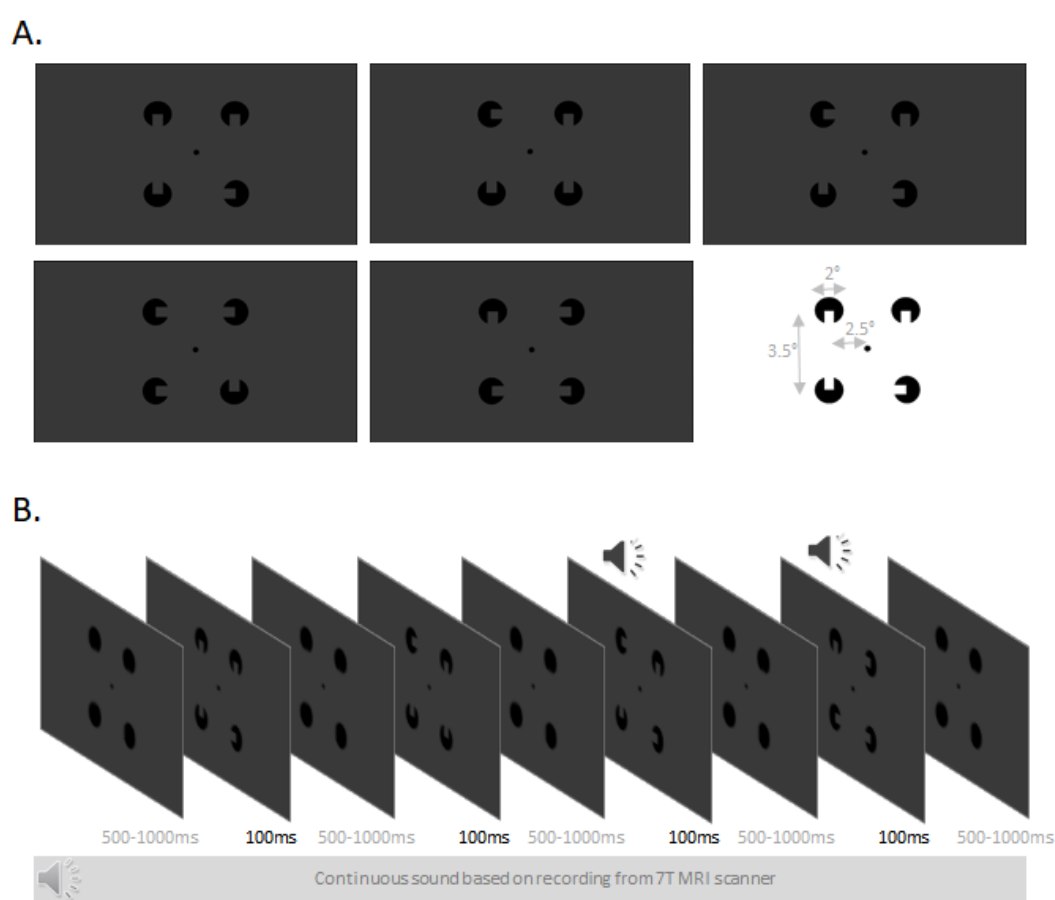 A.
2°
2.5°
3.5°
B.
500-1000ms 100ms 500-1000ms 100ms 500-1000ms 100ms 500-1000ms 100ms 500-1000ms
Continuous sound based on recording from 7T MRI scanner